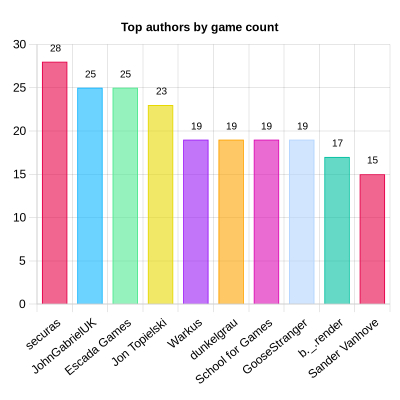 Top authors by game count
30
25
20
15
10
5
0
28
25
25
23
19
19
19
19
17
15
securas
JohnGabrielUK
Escada Games
Jon Topielski
Warkus
dunkelgrau
School for Games
GooseStranger
b._.render
Sander Vanhove